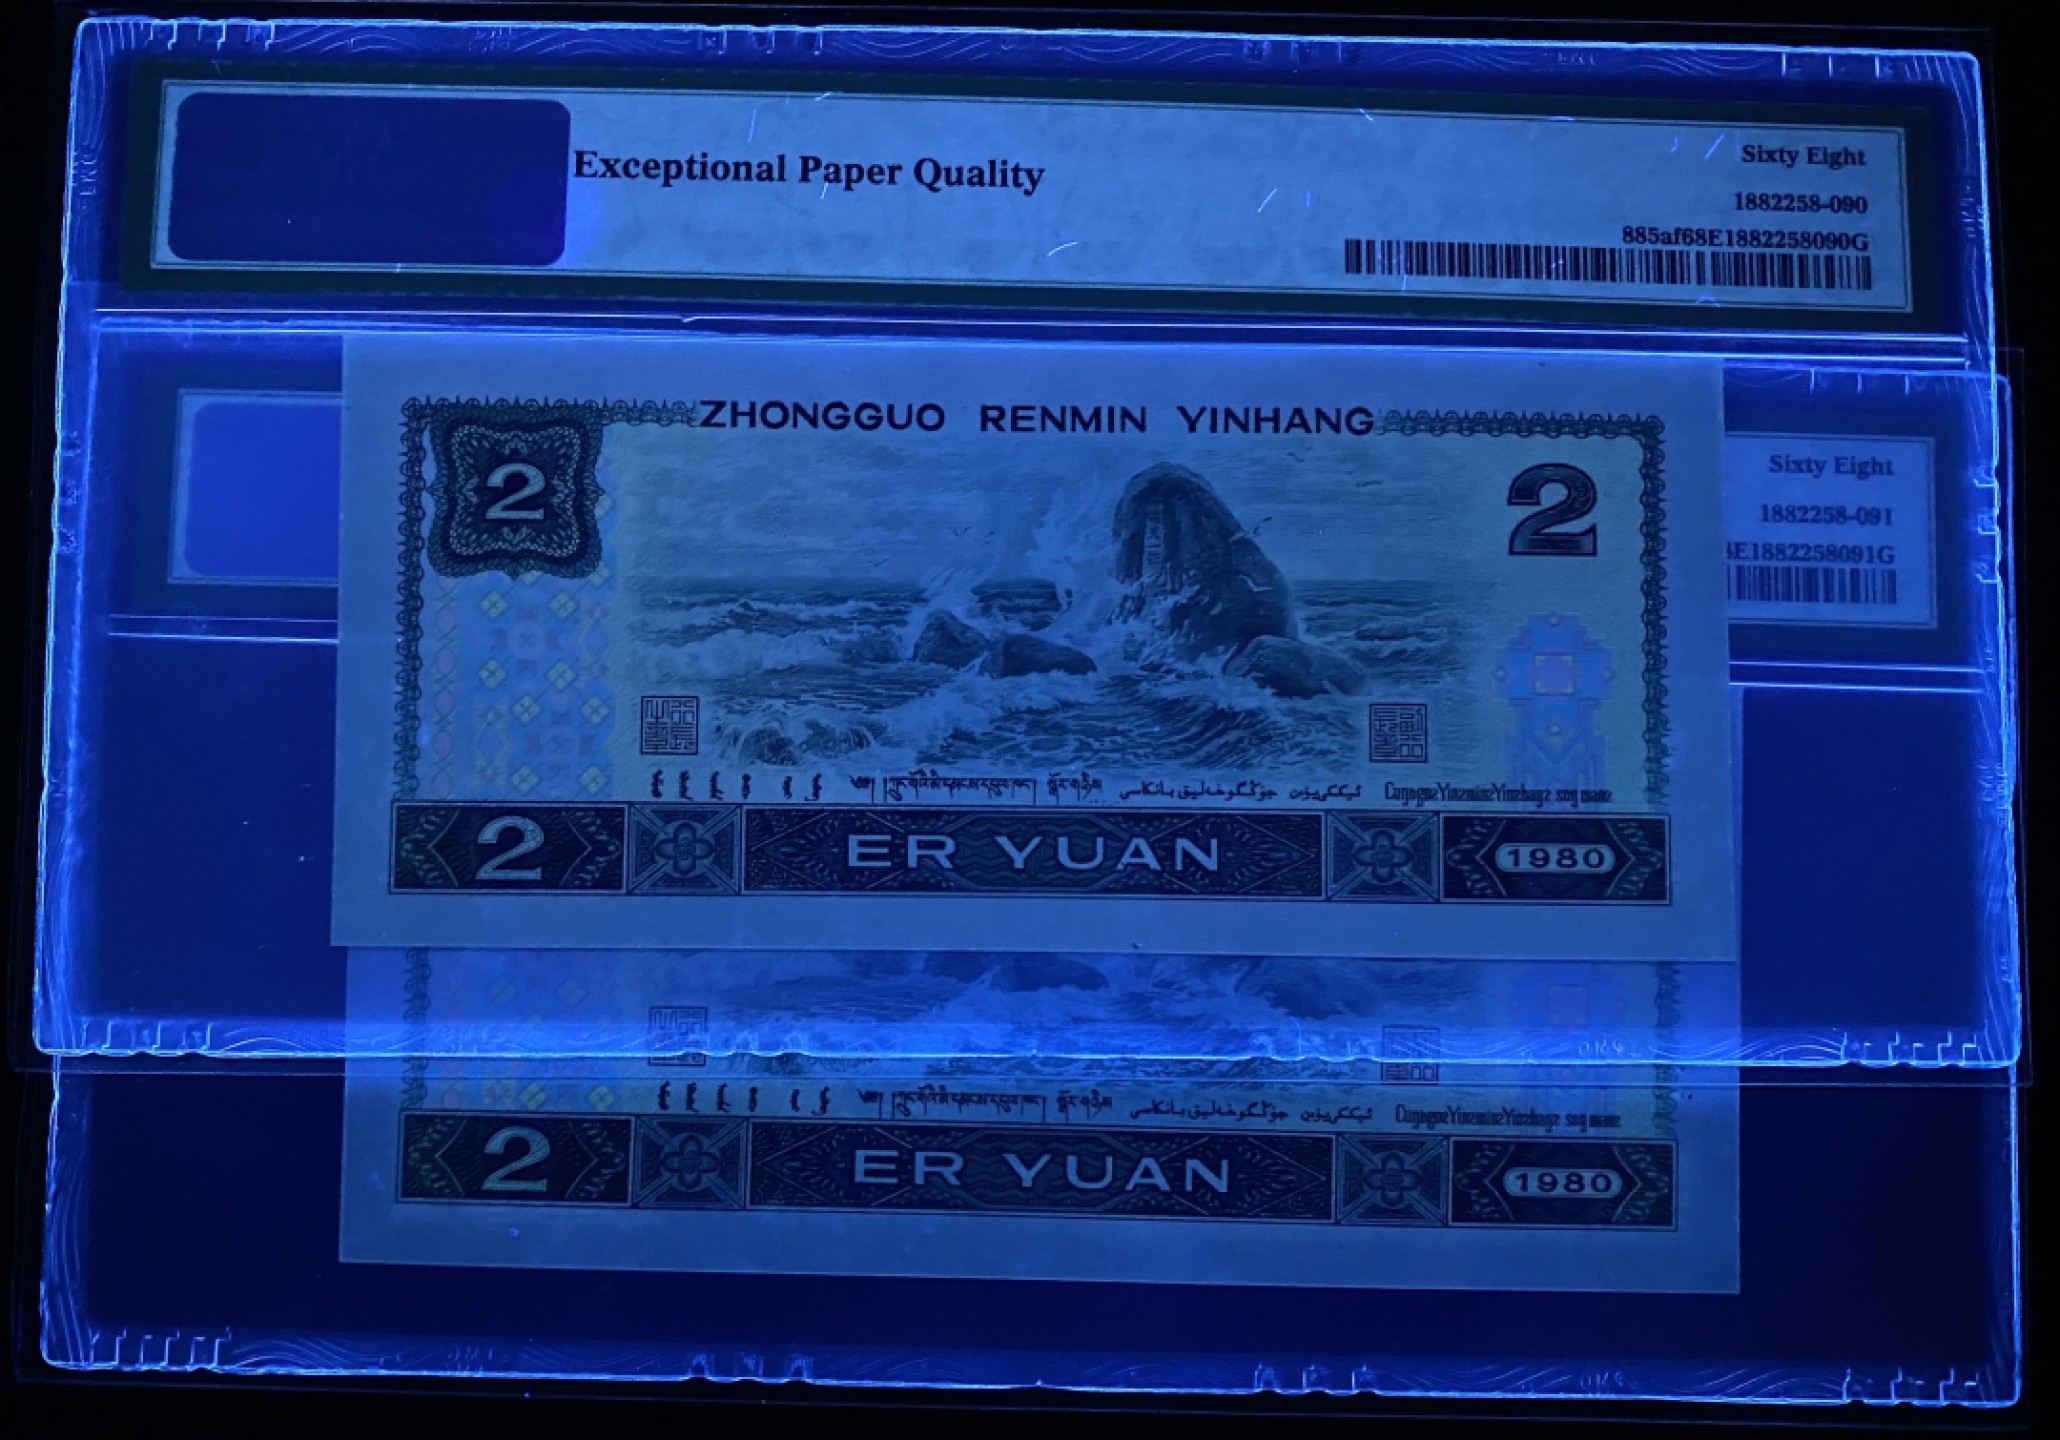 Exceptional Paper Quality
Sixty Eight
1882258-090
885af68E1882258090G
ZHONGGUO RENMIN YINHANG
2
2
Sixty Eight
1882258-091
E1882258091G
2
ER YUAN
1980
2
ER YUAN
1980